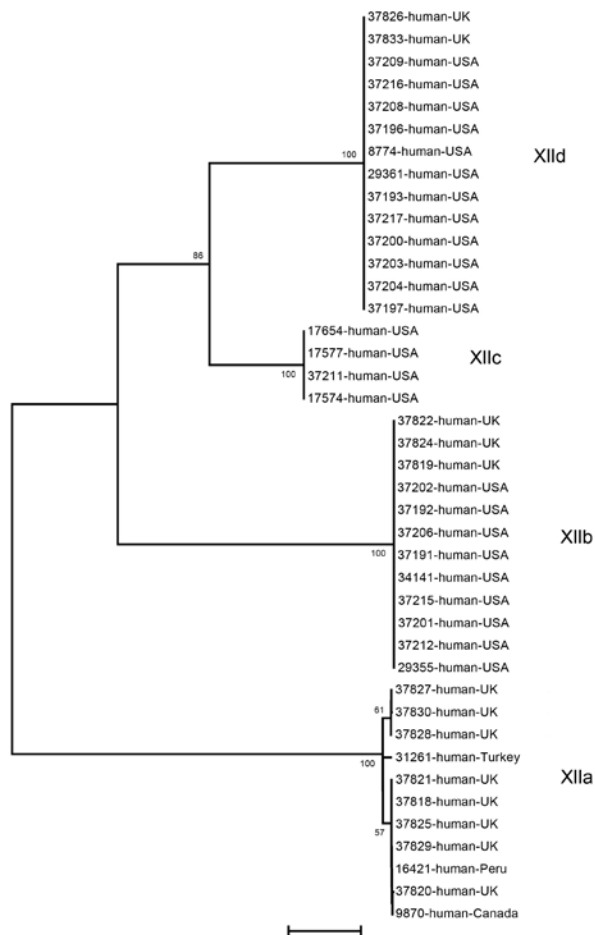 37826-human-UK
37833-human-UK
37209-human-USA
37216-human-USA
37208-human-USA
37196-human-USA
100
8774-human-USA
XIId
29361-human-USA
37193-human-USA
37217-human-USA
37200-human-USA
86
37203-human-USA
37204-human-USA
37197-human-USA
17654-human-USA
17577-human-USA
XIIc
100
37211-human-USA
17574-human-USA
37822-human-UK
37824-human-UK
37819-human-UK
37202-human-USA
37192-human-USA
37206-human-USA
XIIb
100
37191-human-USA
34141-human-USA
37215-human-USA
37201-human-USA
37212-human-USA
29355-human-USA
37827-human-UK
61
37830-human-UK
37828-human-UK
100
31261-human-Turkey
37821-human-UK
XIIa
37818-human-UK
37825-human-UK
57
37829-human-UK
16421-human-Peru
37820-human-UK
9870-human-Canada